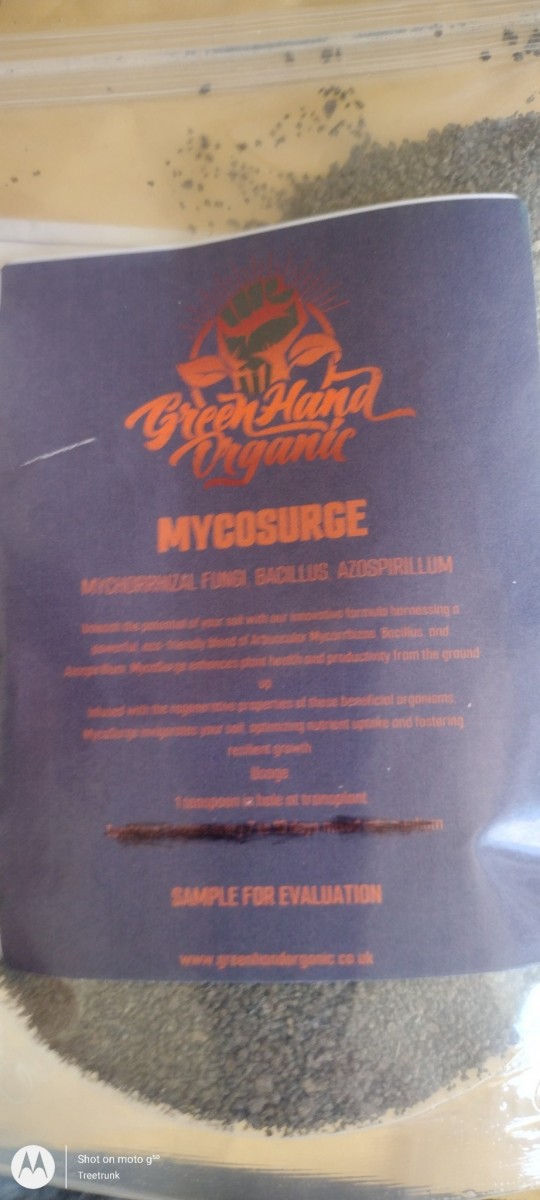 Green Hand
Organic
MYCOSURGE
MYCHORRHIZAL FUNGI, BACILLUS, AZOSPIRILLUM
Unleash the potential of your soil with our innovative formula harnessing a
powerful, eco-friendly blend of Arbuscular Mycorrhizae, Bacillus, and
Azospirillum. MycoSurge enhances plant health and productivity from the ground
up
Infused with the regenerative properties of these beneficial organisms,
MycoSurge invigorates your soil, optimising nutrient uptake and fostering
resilient growth
Usage
1 teaspoon in hole at transplant
SAMPLE FOR EVALUATION
www.greenhandorganic.co.uk
Shot on moto g⁵⁰
Treetrunk